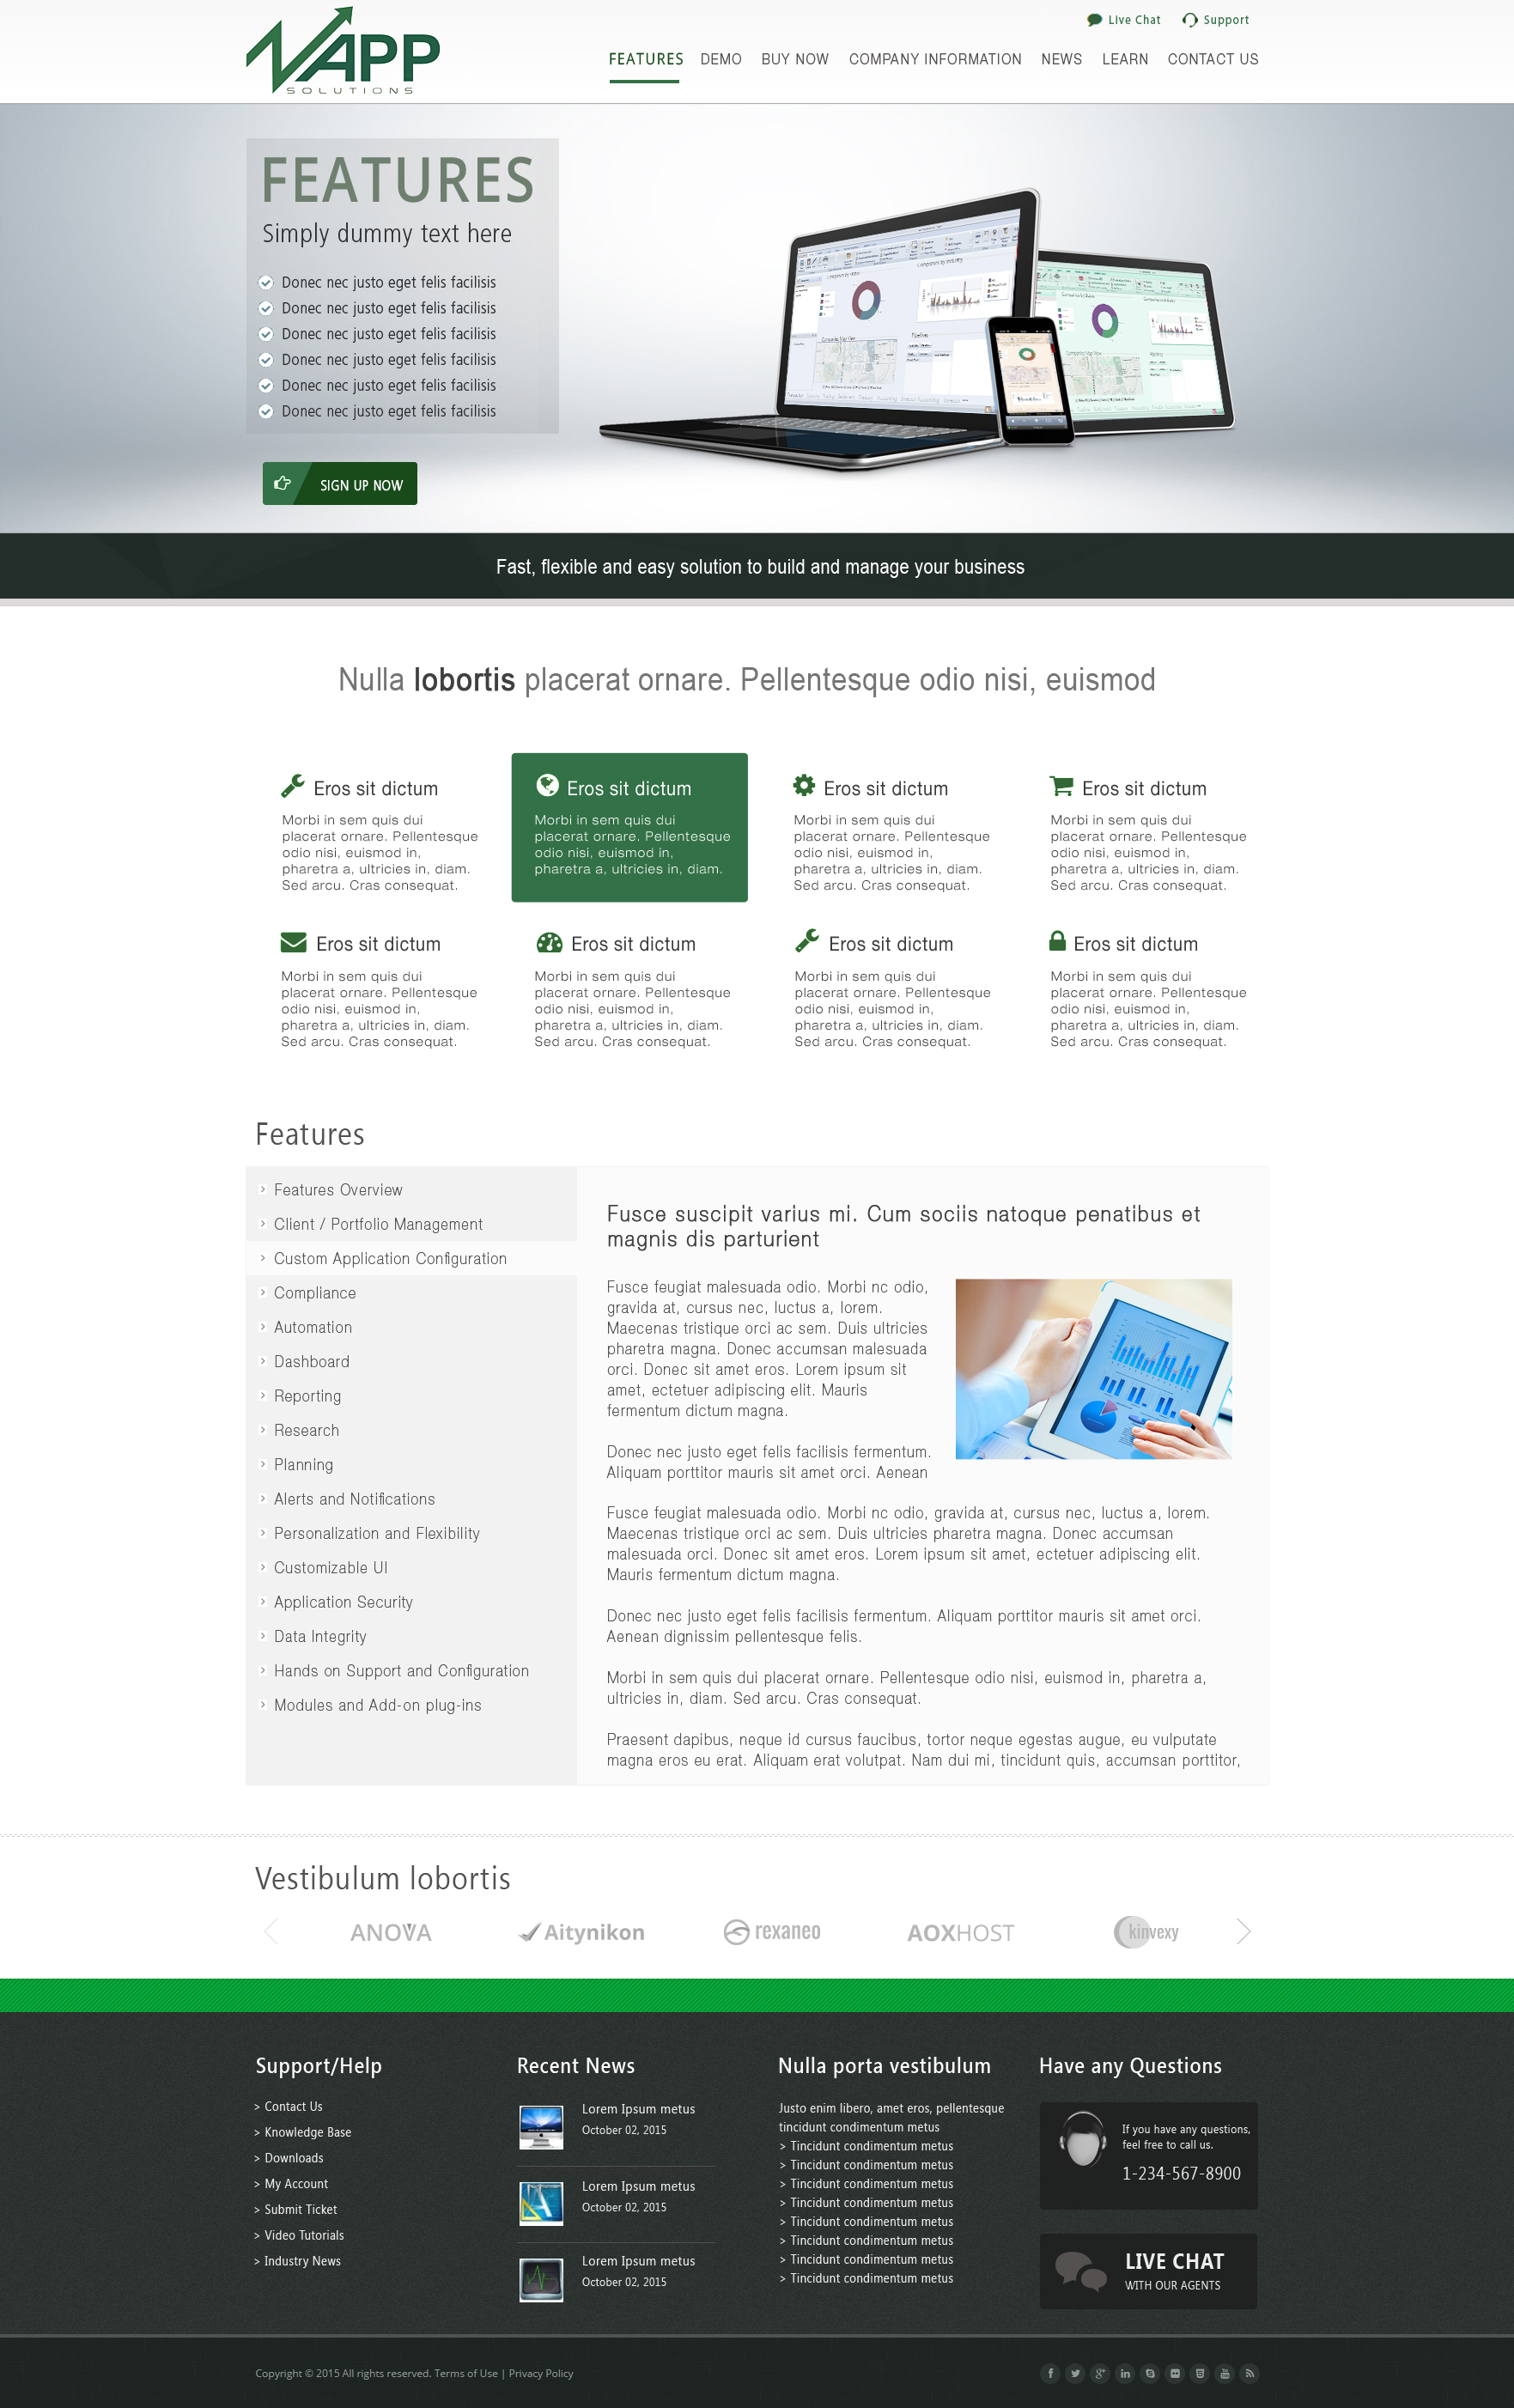 NAPP
SOLUTIONS
Live Chat
Support
FEATURES
DEMO
BUY NOW
COMPANY INFORMATION
NEWS
LEARN
CONTACT US
FEATURES
Simply dummy text here
Donec nec justo eget felis facilisis
Donec nec justo eget felis facilisis
Donec nec justo eget felis facilisis
Donec nec justo eget felis facilisis
Donec nec justo eget felis facilisis
Donec nec justo eget felis facilisis
SIGN UP NOW
Fast, flexible and easy solution to build and manage your business
Nulla lobortis placerat ornare. Pellentesque odio nisi, euismod
Eros sit dictum
Morbi in sem quis dui
placerat ornare. Pellentesque
odio nisi, euismod in,
pharetra a, ultricies in, diam.
Sed arcu. Cras consequat.
Eros sit dictum
Morbi in sem quis dui
placerat ornare. Pellentesque
odio nisi, euismod in,
pharetra a, ultricies in, diam.
Eros sit dictum
Morbi in sem quis dui
placerat ornare. Pellentesque
odio nisi, euismod in,
pharetra a, ultricies in, diam.
Sed arcu. Cras consequat.
Eros sit dictum
Morbi in sem quis dui
placerat ornare. Pellentesque
odio nisi, euismod in,
pharetra a, ultricies in, diam.
Sed arcu. Cras consequat.
Eros sit dictum
Morbi in sem quis dui
placerat ornare. Pellentesque
odio nisi, euismod in,
pharetra a, ultricies in, diam.
Sed arcu. Cras consequat.
Eros sit dictum
Morbi in sem quis dui
placerat ornare. Pellentesque
odio nisi, euismod in,
pharetra a, ultricies in, diam.
Sed arcu. Cras consequat.
Eros sit dictum
Morbi in sem quis dui
placerat ornare. Pellentesque
odio nisi, euismod in,
pharetra a, ultricies in, diam.
Sed arcu. Cras consequat.
Eros sit dictum
Morbi in sem quis dui
placerat ornare. Pellentesque
odio nisi, euismod in,
pharetra a, ultricies in, diam.
Sed arcu. Cras consequat.
Features
Features Overview
Client / Portfolio Management
Custom Application Configuration
Compliance
Automation
Dashboard
Reporting
Research
Planning
Alerts and Notifications
Personalization and Flexibility
Customizable UI
Application Security
Data Integrity
Hands on Support and Configuration
Modules and Add-on plug-ins
Fusce suscipit varius mi. Cum sociis natoque penatibus et
magnis dis parturient
Fusce feugiat malesuada odio. Morbi nc odio,
gravida at, cursus nec, luctus a, lorem.
Maecenas tristique orci ac sem. Duis ultricies
pharetra magna. Donec accumsan malesuada
orci. Donec sit amet eros. Lorem ipsum sit
amet, ectetuer adipiscing elit. Mauris
fermentum dictum magna.
Donec nec justo eget felis facilisis fermentum.
Aliquam porttitor mauris sit amet orci. Aenean
Fusce feugiat malesuada odio. Morbi nc odio, gravida at, cursus nec, luctus a, lorem.
Maecenas tristique orci ac sem. Duis ultricies pharetra magna. Donec accumsan
malesuada orci. Donec sit amet eros. Lorem ipsum sit amet, ectetuer adipiscing elit.
Mauris fermentum dictum magna.
Donec nec justo eget felis facilisis fermentum. Aliquam porttitor mauris sit amet orci.
Aenean dignissim pellentesque felis.
Morbi in sem quis dui placerat ornare. Pellentesque odio nisi, euismod in, pharetra a,
ultricies in, diam. Sed arcu. Cras consequat.
Praesent dapibus, neque id cursus faucibus, tortor neque egestas augue, eu vulputate
magna eros eu erat. Aliquam erat volutpat. Nam dui mi, tincidunt quis, accumsan porttitor,
Vestibulum lobortis
ANOVA
Aitynikon
rexaneo
AOXHOST
kinvexy
Support/Help
> Contact Us
> Knowledge Base
> Downloads
> My Account
> Submit Ticket
> Video Tutorials
> Industry News
Recent News
Lorem Ipsum metus
October 02, 2015
Lorem Ipsum metus
October 02, 2015
Lorem Ipsum metus
October 02, 2015
Nulla porta vestibulum
Justo enim libero, amet eros, pellentesque
tincidunt condimentum metus
> Tincidunt condimentum metus
> Tincidunt condimentum metus
> Tincidunt condimentum metus
> Tincidunt condimentum metus
> Tincidunt condimentum metus
> Tincidunt condimentum metus
> Tincidunt condimentum metus
> Tincidunt condimentum metus
Have any Questions
If you have any questions,
feel free to call us.
1-234-567-8900
LIVE CHAT
WITH OUR AGENTS
Copyright © 2015 All rights reserved. Terms of Use | Privacy Policy